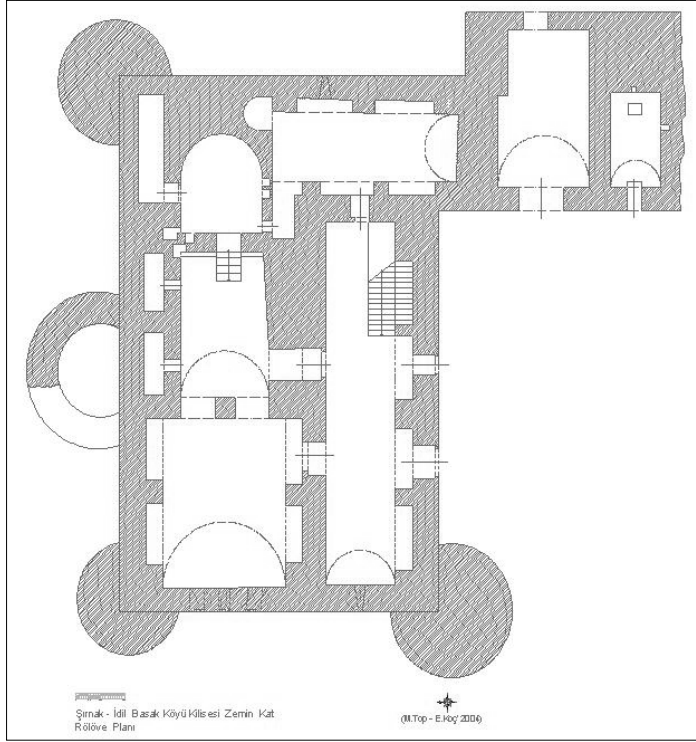 Şırnak - İdil Basak Köyü Kilisesi Zemin Kat
Rölöve Planı
(M.Top - E.Koç' 2004)